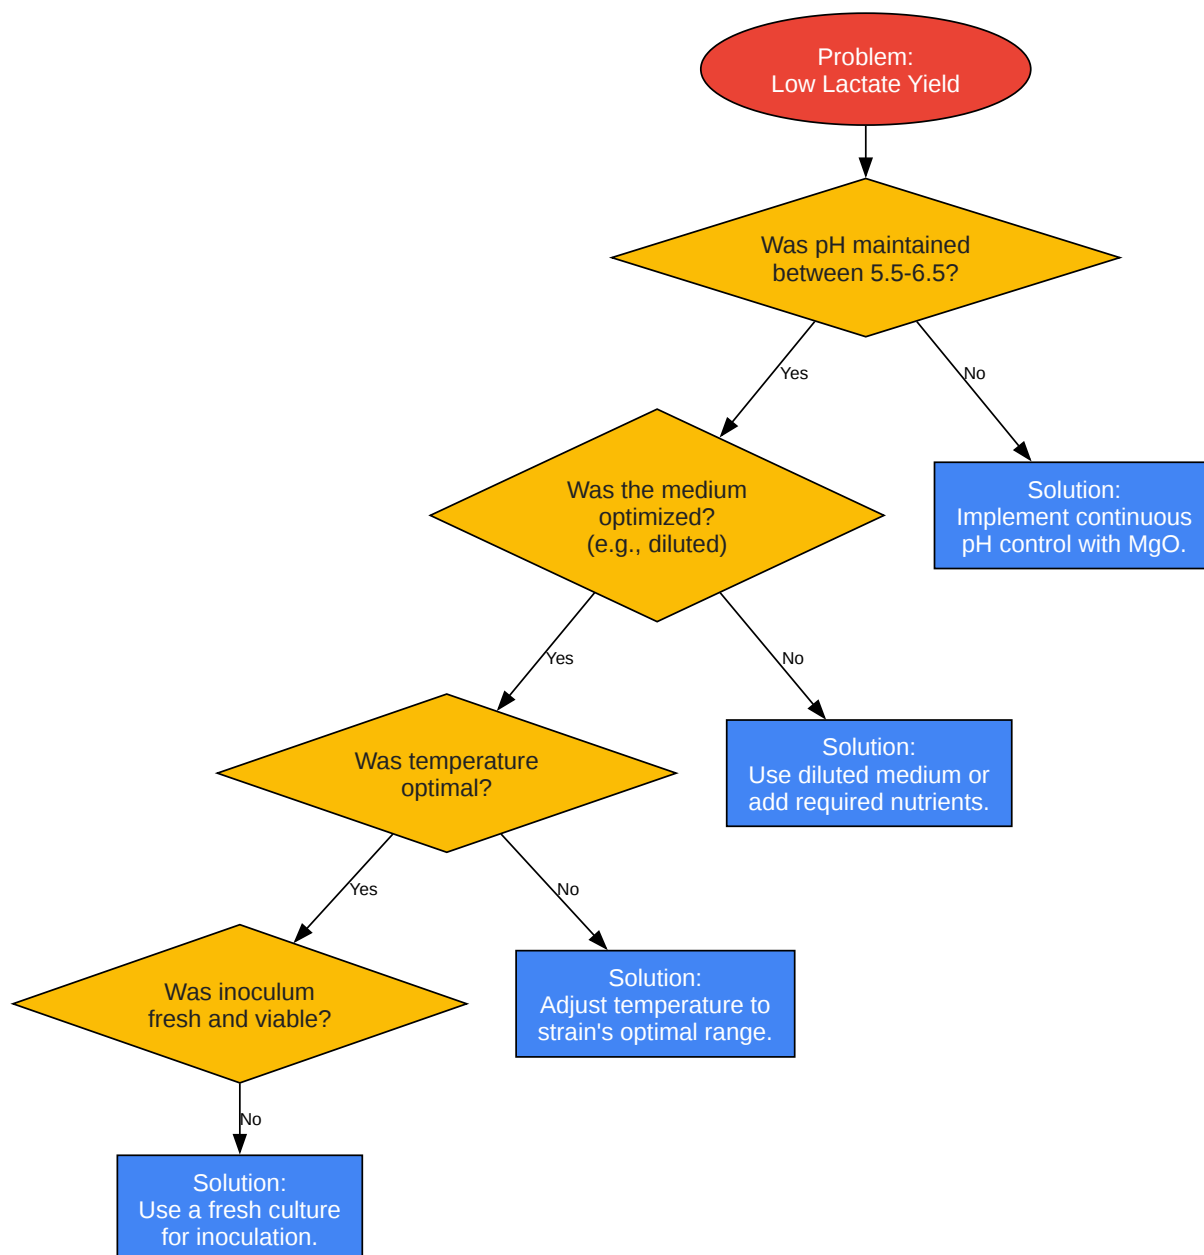 Problem:
Low Lactate Yield
Was pH maintained
between 5.5-6.5?
Yes
No
Was the medium
optimized?
(e.g., diluted)
Solution:
Implement continuous
pH control with MgO.
Yes
No
Was temperature
optimal?
Solution:
Use diluted medium or
add required nutrients.
Yes
No
Was inoculum
fresh and viable?
Solution:
Adjust temperature to
strain's optimal range.
No
Solution:
Use a fresh culture
for inoculation.